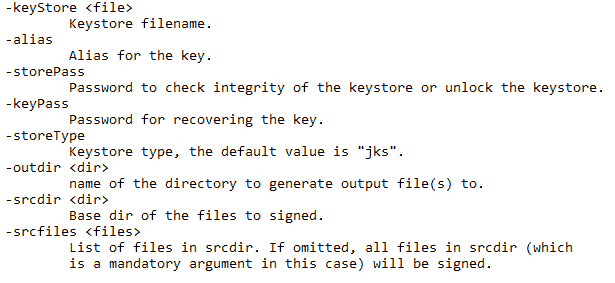 -keyStore <file>
Keystore filename.
-alias
Alias for the key.
-storePass
Password to check integrity of the keystore or unlock the keystore.
-keyPass
Password for recovering the key.
-storeType
Keystore type, the default value is "jks".
-outdir <dir>
name of the directory to generate output file(s) to.
-srcdir <dir>
Base dir of the files to signed.
-srcfiles <files>
List of files in srcdir. If omitted, all files in srcdir (which
is a mandatory argument in this case) will be signed.